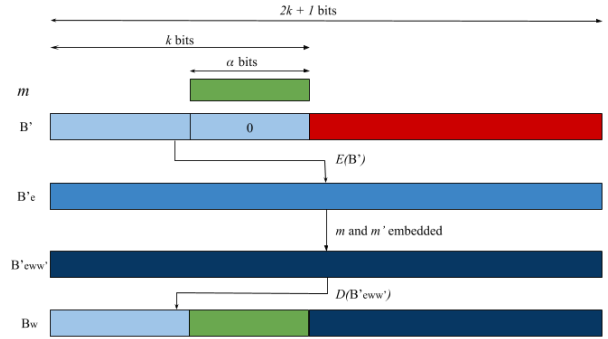 2k + 1 bits
k bits
α bits
m
B' 0
E(B')
B'e
m and m' embedded
B'eww'
D(B'eww')
Bw